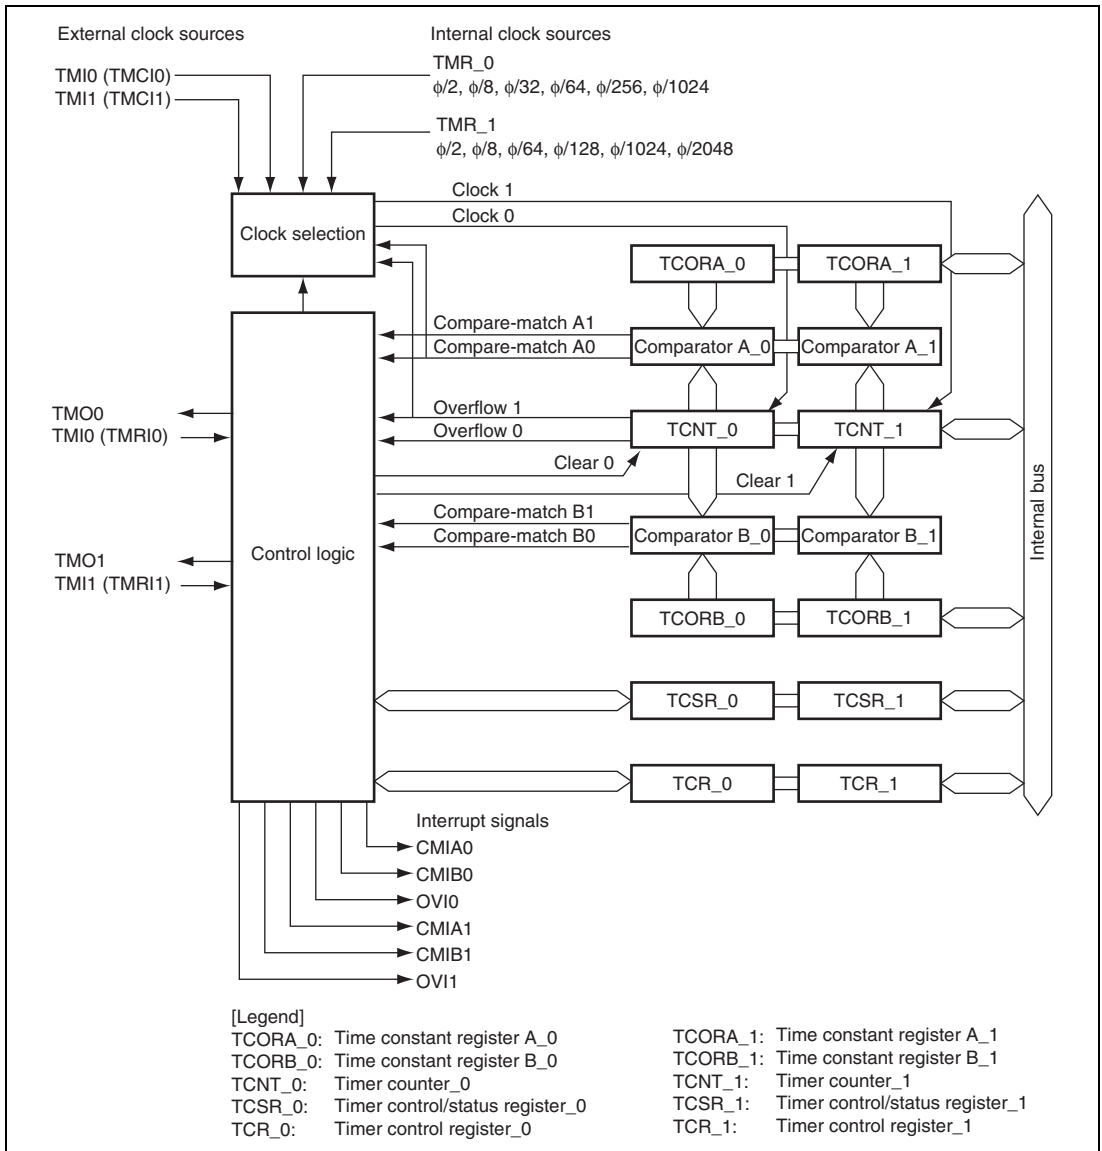 External clock sources
Internal clock sources
TMI0 (TMCI0)
TMI1 (TMCI1)
TMR_0
ϕ/2, ϕ/8, ϕ/32, ϕ/64, ϕ/256, ϕ/1024
TMR_1
ϕ/2, ϕ/8, ϕ/64, ϕ/128, ϕ/1024, ϕ/2048
Clock 1
Clock 0
Clock selection
TCORA_0
TCORA_1
Compare-match A1
Compare-match A0
Comparator A_0
Comparator A_1
TMO0
TMI0 (TMRI0)
Overflow 1
Overflow 0
TCNT_0
TCNT_1
Clear 0
Clear 1
Compare-match B1
Compare-match B0
Comparator B_0
Comparator B_1
Internal bus
Control logic
TMO1
TMI1 (TMRI1)
TCORB_0
TCORB_1
TCSR_0
TCSR_1
TCR_0
TCR_1
Interrupt signals
CMIA0
CMIB0
OVI0
CMIA1
CMIB1
OVI1
[Legend]
TCORA_0: Time constant register A_0
TCORB_0: Time constant register B_0
TCNT_0: Timer counter_0
TCSR_0: Timer control/status register_0
TCR_0: Timer control register_0
TCORA_1: Time constant register A_1
TCORB_1: Time constant register B_1
TCNT_1: Timer counter_1
TCSR_1: Timer control/status register_1
TCR_1: Timer control register_1